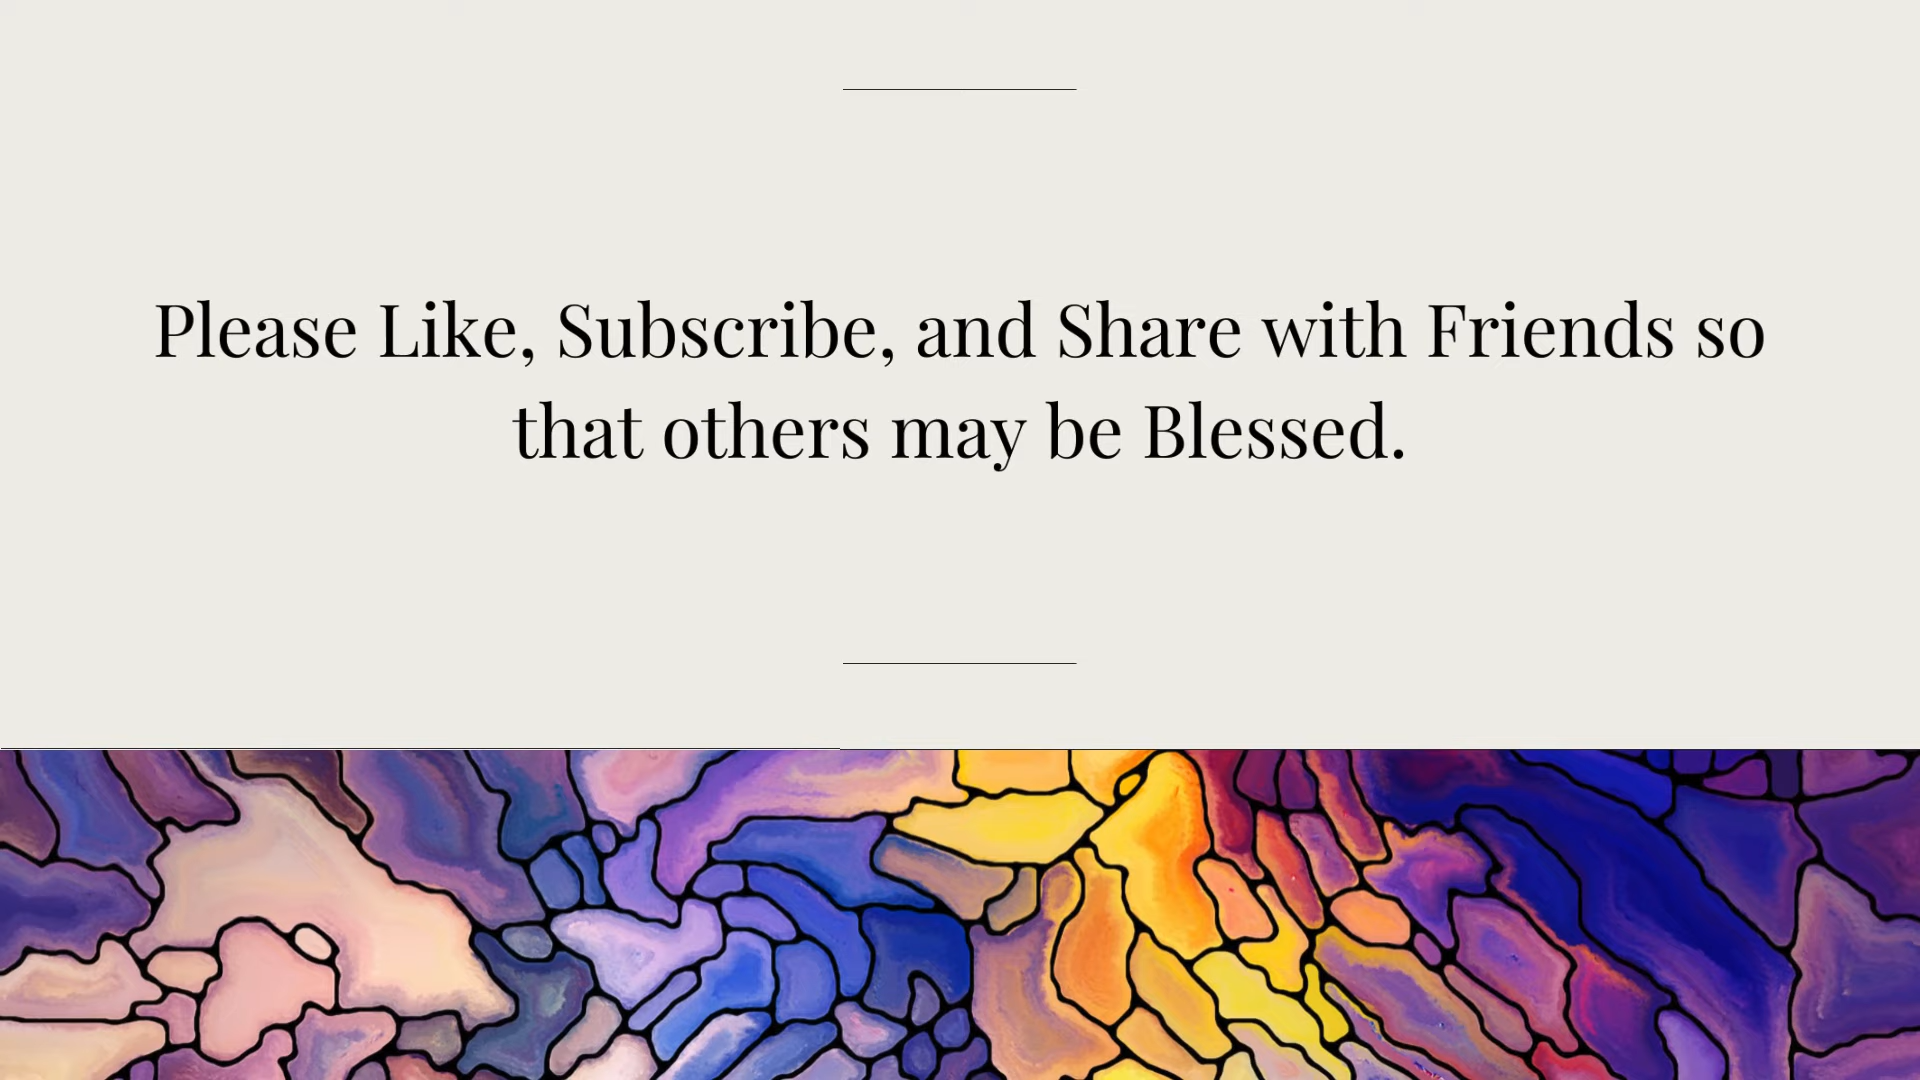 Please Like, Subscribe, and Share with Friends so
that others may be Blessed.